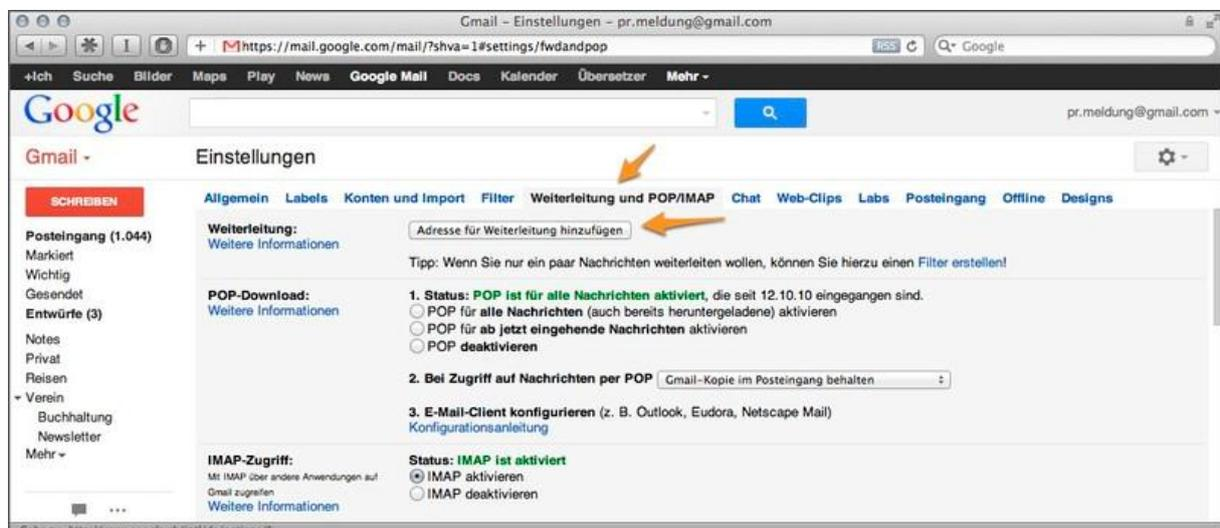 Gmail – Einstellungen – pr.meldung@gmail.com
https://mail.google.com/mail/?shva=1#settings/fwdandpop RSS Google
+Ich Suche Bilder Maps Play News Google Mail Docs Kalender Übersetzer Mehr
Google pr.meldung@gmail.com
Gmail Einstellungen
SCHREIBEN
Posteingang (1.044)
Markiert
Wichtig
Gesendet
Entwürfe (3)
Notes
Privat
Reisen
Verein
Buchhaltung
Newsletter
Mehr
Allgemein Labels Konten und Import Filter Weiterleitung und POP/IMAP Chat Web-Clips Labs Posteingang Offline Designs
Weiterleitung:
Weitere Informationen
Adresse für Weiterleitung hinzufügen
Tipp: Wenn Sie nur ein paar Nachrichten weiterleiten wollen, können Sie hierzu einen Filter erstellen!
POP-Download:
Weitere Informationen
1. Status: POP ist für alle Nachrichten aktiviert, die seit 12.10.10 eingegangen sind.
POP für alle Nachrichten (auch bereits heruntergeladene) aktivieren
POP für ab jetzt eingehende Nachrichten aktivieren
POP deaktivieren
2. Bei Zugriff auf Nachrichten per POP Gmail-Kopie im Posteingang behalten
3. E-Mail-Client konfigurieren (z. B. Outlook, Eudora, Netscape Mail)
Konfigurationsanleitung
IMAP-Zugriff:
Mit IMAP über andere Anwendungen auf
Gmail zugreifen
Weitere Informationen
Status: IMAP ist aktiviert
IMAP aktivieren
IMAP deaktivieren